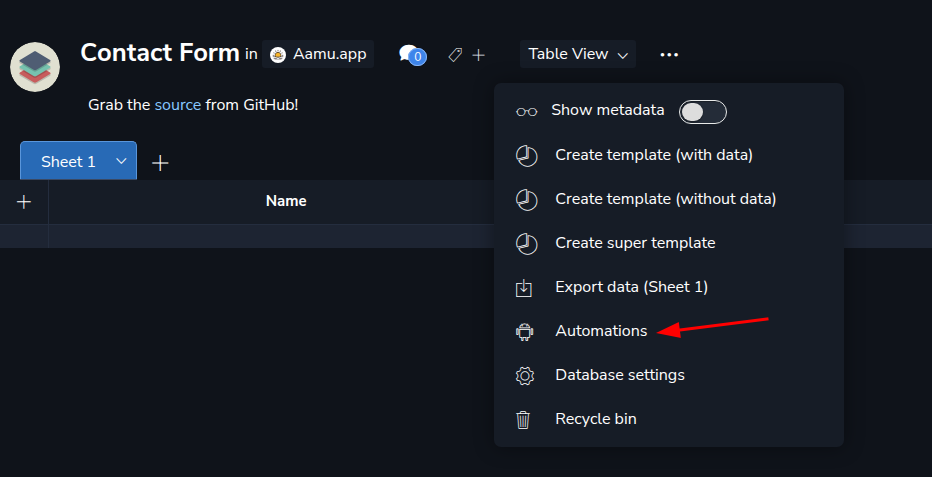 Contact Form in Aamu.app 0 Table View
Grab the source from GitHub!
Show metadata
Create template (with data)
Sheet 1
Create template (without data)
Name
Create super template
Export data (Sheet 1)
Automations
Database settings
Recycle bin